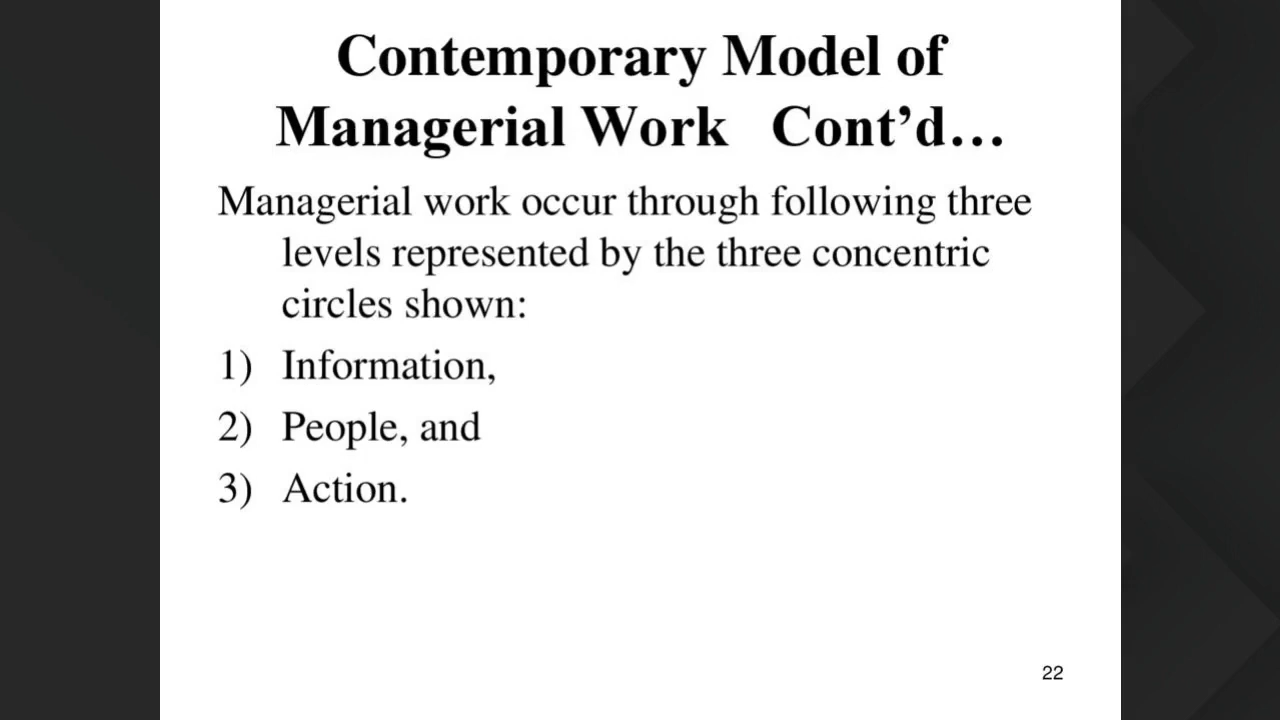 Contemporary Model of
Managerial Work Cont’d…
Managerial work occur through following three
levels represented by the three concentric
circles shown:
1) Information,
2) People, and
3) Action.
22